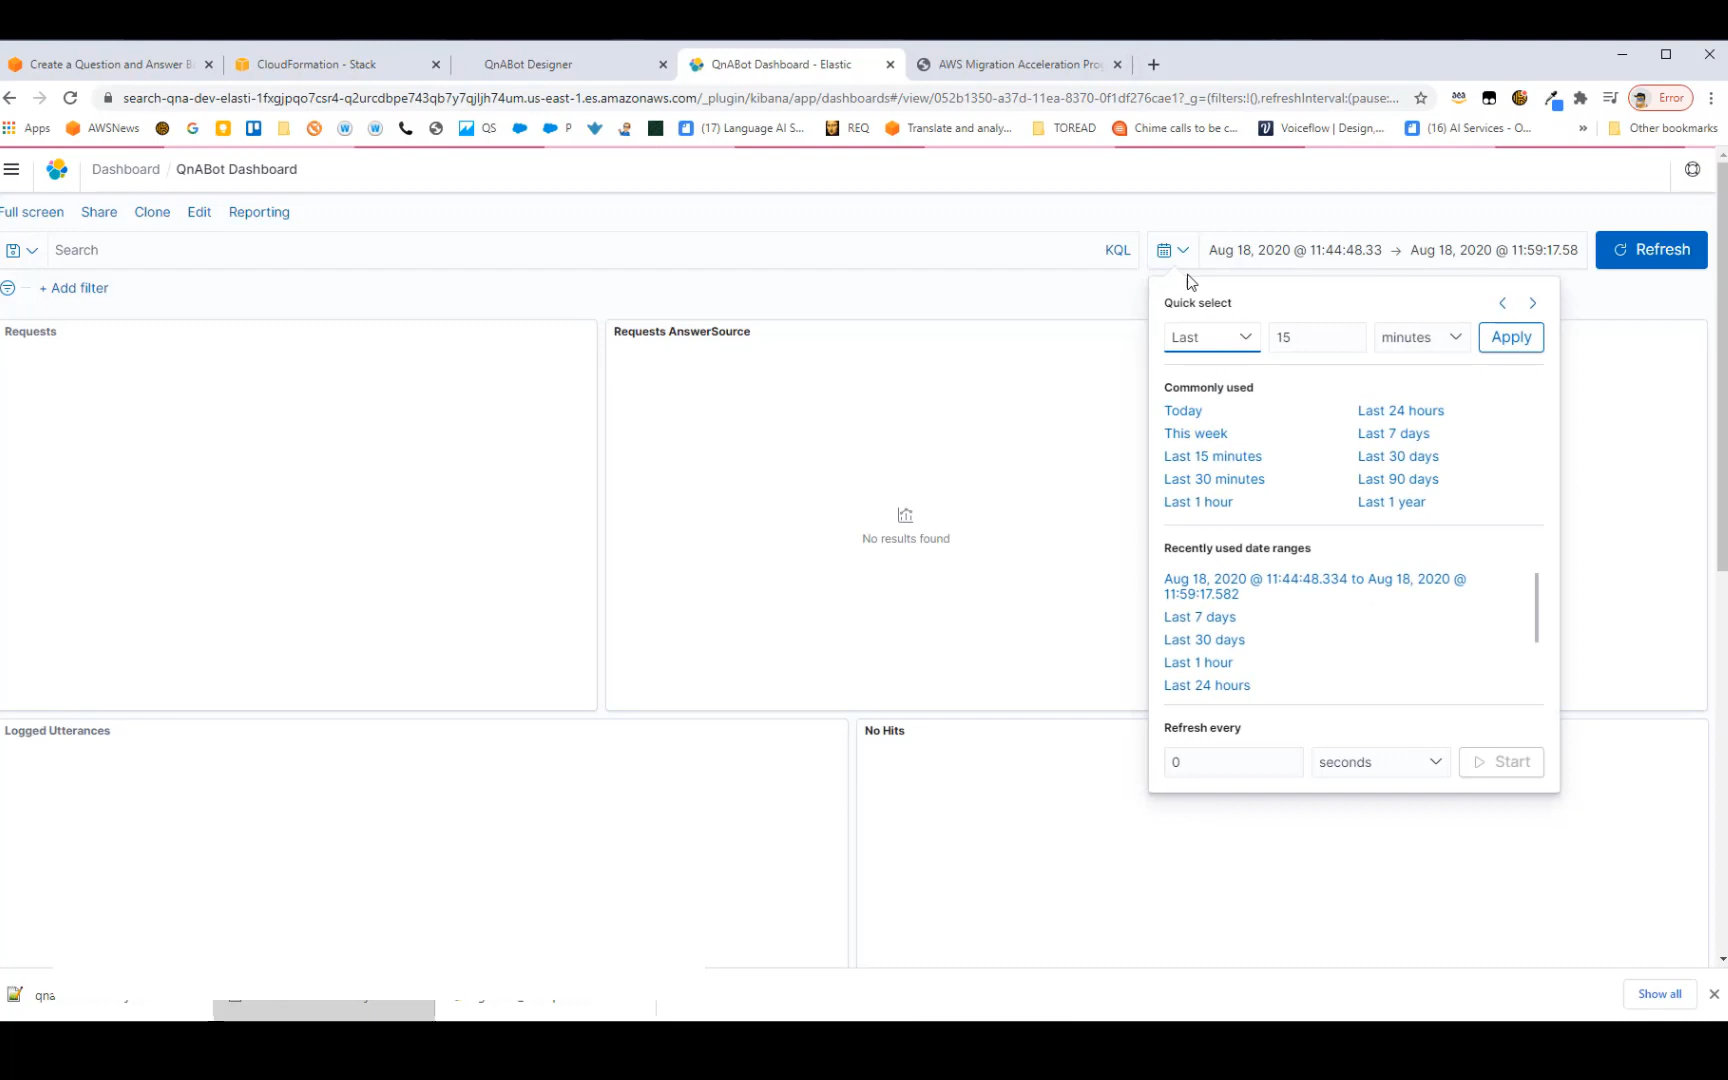 Create a Question and Answer B
CloudFormation - Stack
QnABot Designer
QnABot Dashboard - Elastic
AWS Migration Acceleration Pro
search-qna-dev-elasti-1fxgjpqo7csr4-q2urcdbpe743qb7y7qjljh74um.us-east-1.es.amazonaws.com/_plugin/kibana/app/dashboards#/view/052b1350-a37d-11ea-8370-0f1df276cae1?_g=(filters:!(),refreshInterval:(pause:...
Error
Apps
AWSNews
QS
P
(17) Language AI S...
REQ
Translate and analy...
TOREAD
Chime calls to be c...
Voiceflow | Design,...
(16) AI Services - O...
»
Other bookmarks
Dashboard
QnABot Dashboard
Full screen
Share
Clone
Edit
Reporting
Search
KQL
Aug 18, 2020 @ 11:44:48.33 → Aug 18, 2020 @ 11:59:17.58
Refresh
+ Add filter
Quick select
Last
15
minutes
Apply
Requests
Requests AnswerSource
Commonly used
Today
Last 24 hours
This week
Last 7 days
Last 15 minutes
Last 30 days
Last 30 minutes
Last 90 days
Last 1 hour
Last 1 year
No results found
Recently used date ranges
Aug 18, 2020 @ 11:44:48.334 to Aug 18, 2020 @
11:59:17.582
Last 7 days
Last 30 days
Last 1 hour
Last 24 hours
Refresh every
0
seconds
Start
Logged Utterances
No Hits
qna
Show all